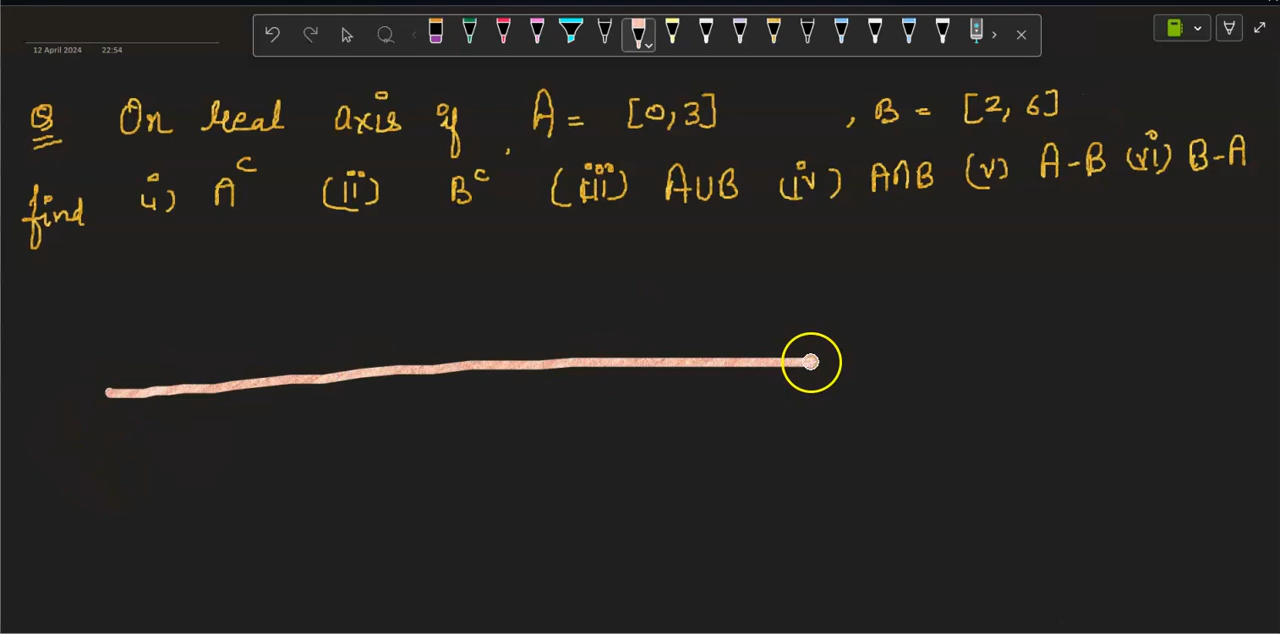 12 April 2024 22:54
Q On real axis if A = [0,3] , B = [2, 6]
find i) A^C (ii) B^C (iii) A∪B (iv) A∩B (v) A-B (vi) B-A